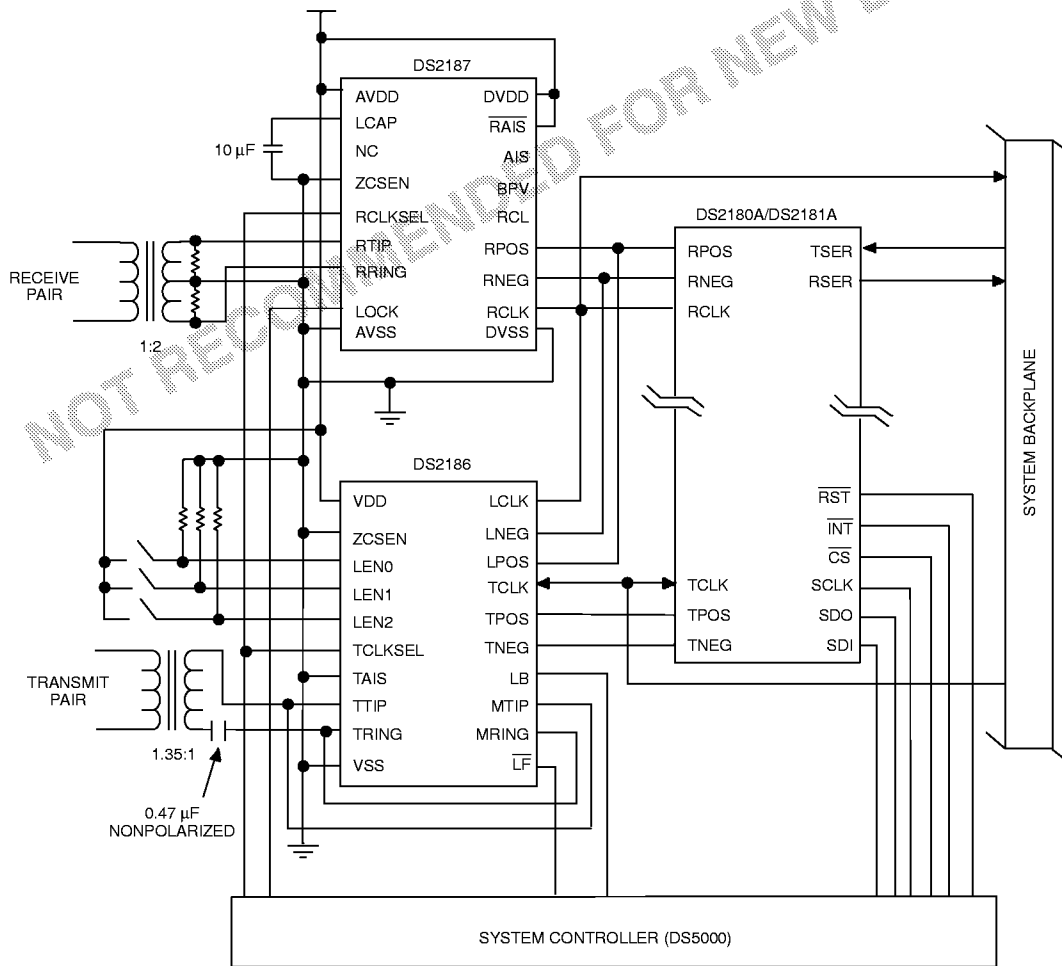 NOT RECOMMENDED FOR NEW
DS2187
AVDD DVDD
LCAP RAIS
10 µF
NC AIS
ZCSEN BPV
RCLKSEL RCL
RTIP RPOS
RRING RNEG
LOCK RCLK
AVSS DVSS
RECEIVE
PAIR
1:2
DS2180A/DS2181A
RPOS TSER
RNEG RSER
RCLK
RST
INT
CS
TCLK SCLK
TPOS SDO
TNEG SDI
SYSTEM BACKPLANE
DS2186
VDD LCLK
ZCSEN LNEG
LEN0 LPOS
LEN1 TCLK
LEN2 TPOS
TCLKSEL TNEG
TAIS LB
TTIP MTIP
TRING MRING
VSS LF
TRANSMIT
PAIR
1.35:1
0.47 µF
NONPOLARIZED
SYSTEM CONTROLLER (DS5000)